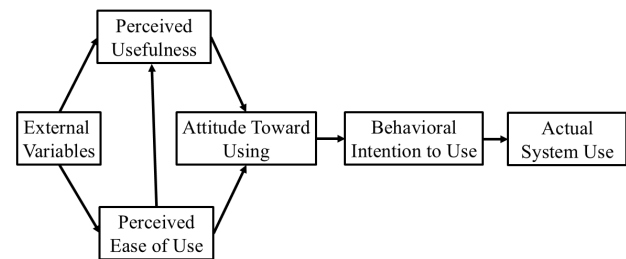 Perceived
Usefulness
External
Variables
Attitude Toward
Using
Behavioral
Intention to Use
Actual
System Use
Perceived
Ease of Use